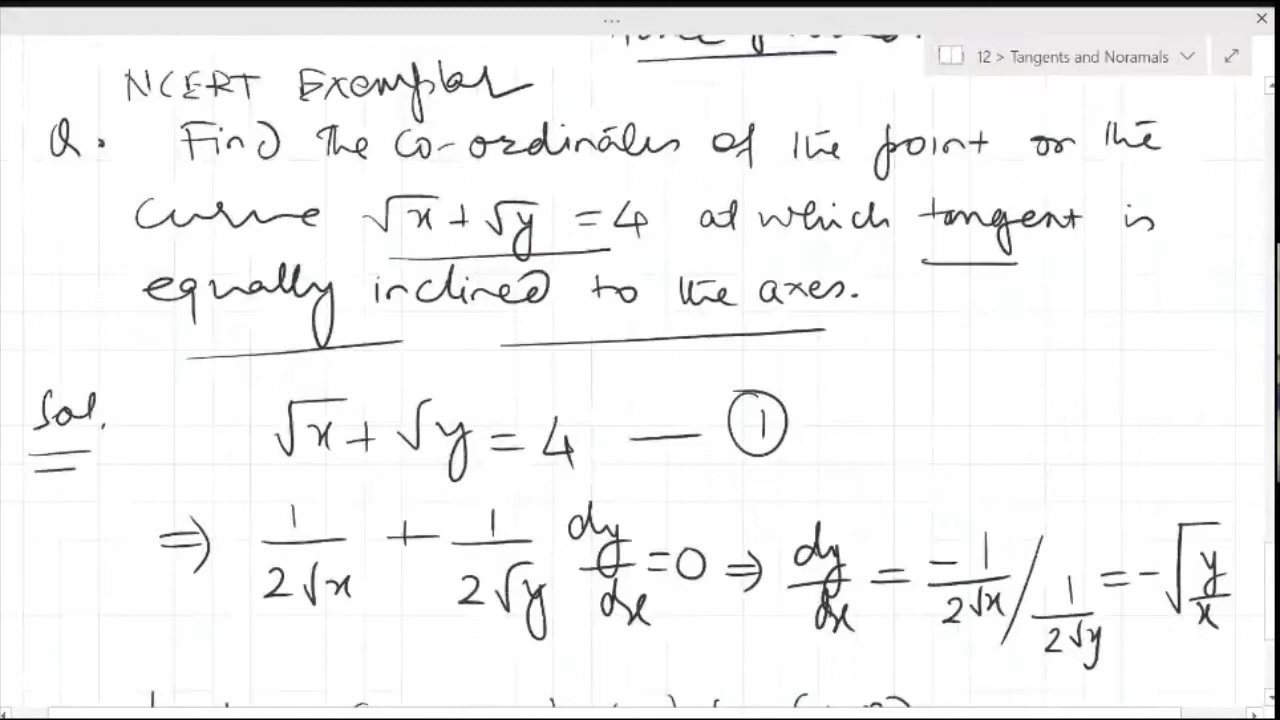 12 > Tangents and Noramals
NCERT Exemplar
Q. Find the co-ordinates of the point on the
curve √x + √y = 4 at which tangent is
equally inclined to the axes.
Sol.
√x + √y = 4 — ①
⇒ 1/2√x + 1/2√y dy/dx = 0 ⇒ dy/dx = -1/2√x / 1/2√y = -√y/x